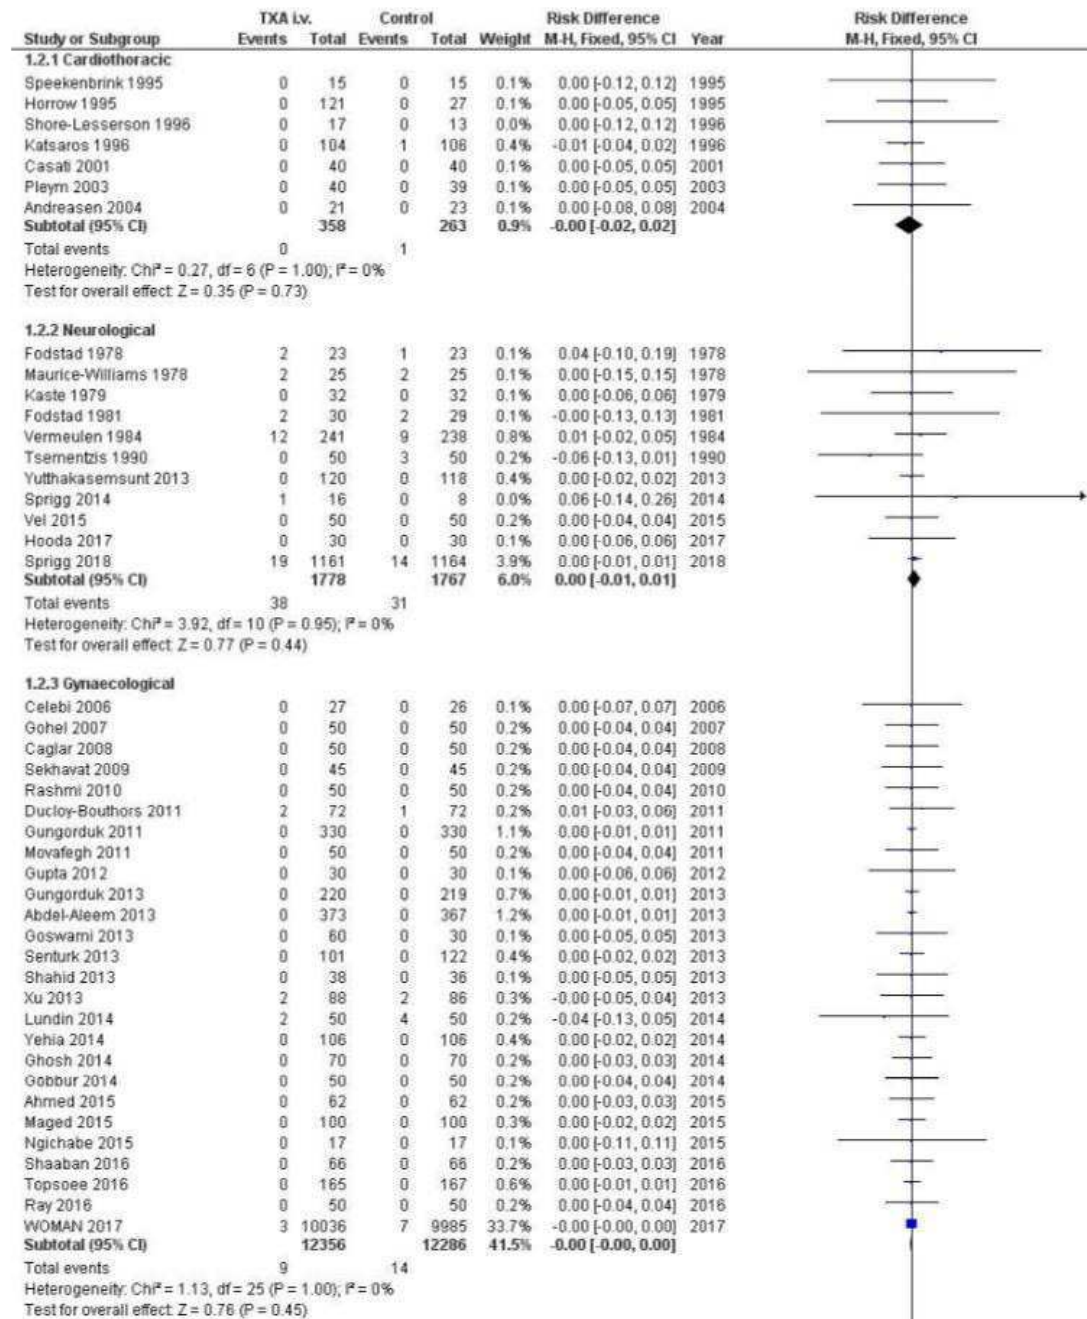 TXA i.v. Control Risk Difference Risk Difference
Study or Subgroup Events Total Events Total Weight M-H, Fixed, 95% CI Year M-H, Fixed, 95% CI
1.2.1 Cardiothoracic
Speekenbrink 1995 0 15 0 15 0.1% 0.00 [-0.12, 0.12] 1995
Horrow 1995 0 121 0 27 0.1% 0.00 [-0.05, 0.05] 1995
Shore-Lesserson 1996 0 17 0 13 0.0% 0.00 [-0.12, 0.12] 1996
Katsaros 1996 0 104 1 106 0.4% -0.01 [-0.04, 0.02] 1996
Casati 2001 0 40 0 40 0.1% 0.00 [-0.05, 0.05] 2001
Pleym 2003 0 40 0 39 0.1% 0.00 [-0.05, 0.05] 2003
Andreasen 2004 0 21 0 23 0.1% 0.00 [-0.08, 0.08] 2004
Subtotal (95% CI) 358 263 0.9% -0.00 [-0.02, 0.02]
Total events 0 1
Heterogeneity: Chi² = 0.27, df = 6 (P = 1.00); I² = 0%
Test for overall effect: Z = 0.35 (P = 0.73)
1.2.2 Neurological
Fodstad 1978 2 23 1 23 0.1% 0.04 [-0.10, 0.19] 1978
Maurice-Williams 1978 2 25 2 25 0.1% 0.00 [-0.15, 0.15] 1978
Kaste 1979 0 32 0 32 0.1% 0.00 [-0.06, 0.06] 1979
Fodstad 1981 2 30 2 29 0.1% -0.00 [-0.13, 0.13] 1981
Vermeulen 1984 12 241 9 238 0.8% 0.01 [-0.02, 0.05] 1984
Tsementzis 1990 0 50 3 50 0.2% -0.06 [-0.13, 0.01] 1990
Yutthakasemsunt 2013 0 120 0 118 0.4% 0.00 [-0.02, 0.02] 2013
Sprigg 2014 1 16 0 8 0.0% 0.06 [-0.14, 0.26] 2014
Vel 2015 0 50 0 50 0.2% 0.00 [-0.04, 0.04] 2015
Hooda 2017 0 30 0 30 0.1% 0.00 [-0.06, 0.06] 2017
Sprigg 2018 19 1161 14 1164 3.9% 0.00 [-0.01, 0.01] 2018
Subtotal (95% CI) 1778 1767 6.0% 0.00 [-0.01, 0.01]
Total events 38 31
Heterogeneity: Chi² = 3.92, df = 10 (P = 0.95); I² = 0%
Test for overall effect: Z = 0.77 (P = 0.44)
1.2.3 Gynaecological
Celebi 2006 0 27 0 26 0.1% 0.00 [-0.07, 0.07] 2006
Gohel 2007 0 50 0 50 0.2% 0.00 [-0.04, 0.04] 2007
Caglar 2008 0 50 0 50 0.2% 0.00 [-0.04, 0.04] 2008
Sekhavat 2009 0 45 0 45 0.2% 0.00 [-0.04, 0.04] 2009
Rashmi 2010 0 50 0 50 0.2% 0.00 [-0.04, 0.04] 2010
Ducloy-Bouthors 2011 2 72 1 72 0.2% 0.01 [-0.03, 0.06] 2011
Gungorduk 2011 0 330 0 330 1.1% 0.00 [-0.01, 0.01] 2011
Movafegh 2011 0 50 0 50 0.2% 0.00 [-0.04, 0.04] 2011
Gupta 2012 0 30 0 30 0.1% 0.00 [-0.06, 0.06] 2012
Gungorduk 2013 0 220 0 219 0.7% 0.00 [-0.01, 0.01] 2013
Abdel-Aleem 2013 0 373 0 367 1.2% 0.00 [-0.01, 0.01] 2013
Goswami 2013 0 60 0 30 0.1% 0.00 [-0.05, 0.05] 2013
Senturk 2013 0 101 0 122 0.4% 0.00 [-0.02, 0.02] 2013
Shahid 2013 0 38 0 36 0.1% 0.00 [-0.05, 0.05] 2013
Xu 2013 2 88 2 86 0.3% -0.00 [-0.05, 0.04] 2013
Lundin 2014 2 50 4 50 0.2% -0.04 [-0.13, 0.05] 2014
Yehia 2014 0 106 0 106 0.4% 0.00 [-0.02, 0.02] 2014
Ghosh 2014 0 70 0 70 0.2% 0.00 [-0.03, 0.03] 2014
Gobbur 2014 0 50 0 50 0.2% 0.00 [-0.04, 0.04] 2014
Ahmed 2015 0 62 0 62 0.2% 0.00 [-0.03, 0.03] 2015
Maged 2015 0 100 0 100 0.3% 0.00 [-0.02, 0.02] 2015
Ngichabe 2015 0 17 0 17 0.1% 0.00 [-0.11, 0.11] 2015
Shaaban 2016 0 66 0 66 0.2% 0.00 [-0.03, 0.03] 2016
Topsoee 2016 0 165 0 167 0.6% 0.00 [-0.01, 0.01] 2016
Ray 2016 0 50 0 50 0.2% 0.00 [-0.04, 0.04] 2016
WOMAN 2017 3 10036 7 9985 33.7% -0.00 [-0.00, 0.00] 2017
Subtotal (95% CI) 12356 12286 41.5% -0.00 [-0.00, 0.00]
Total events 9 14
Heterogeneity: Chi² = 1.13, df = 25 (P = 1.00); I² = 0%
Test for overall effect: Z = 0.76 (P = 0.45)